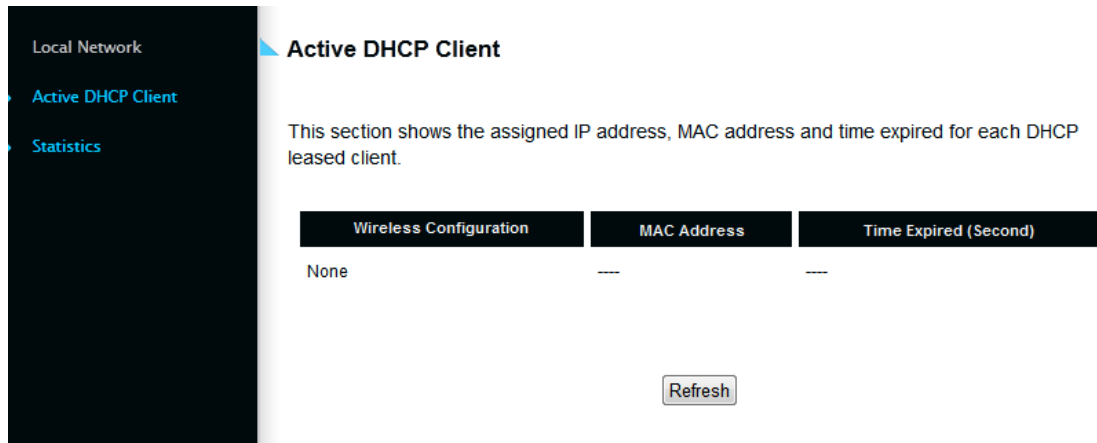 Local Network
Active DHCP Client
Statistics
Active DHCP Client
This section shows the assigned IP address, MAC address and time expired for each DHCP
leased client.
Wireless Configuration MAC Address Time Expired (Second)
None ---- ----
Refresh